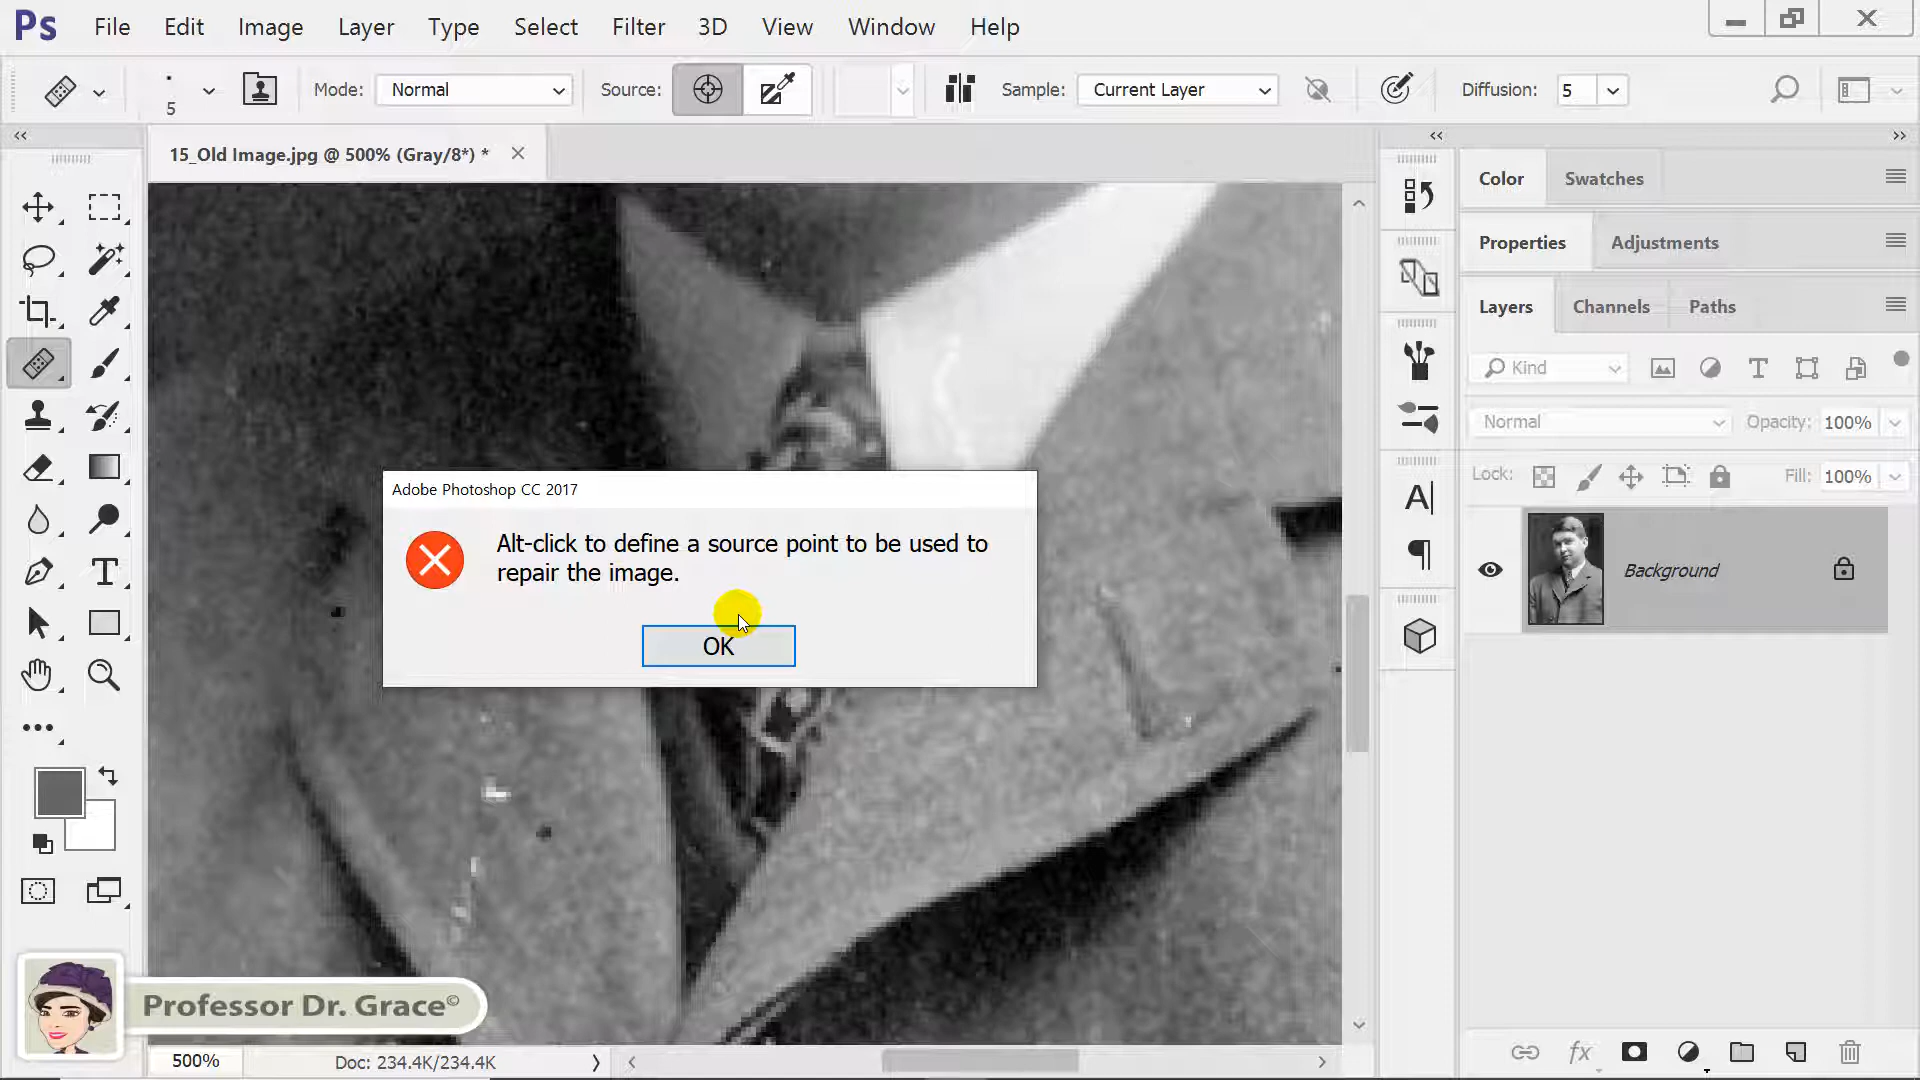 Ps File Edit Image Layer Type Select Filter 3D View Window Help
5 Mode: Normal Source: Sample: Current Layer Diffusion: 5
15_Old Image.jpg @ 500% (Gray/8*) *
Color Swatches
Properties Adjustments
Layers Channels Paths
Kind
Normal Opacity: 100%
Lock: Fill: 100%
Background
Adobe Photoshop CC 2017
Alt-click to define a source point to be used to
repair the image.
OK
Professor Dr. Grace©
500% Doc: 234.4K/234.4K